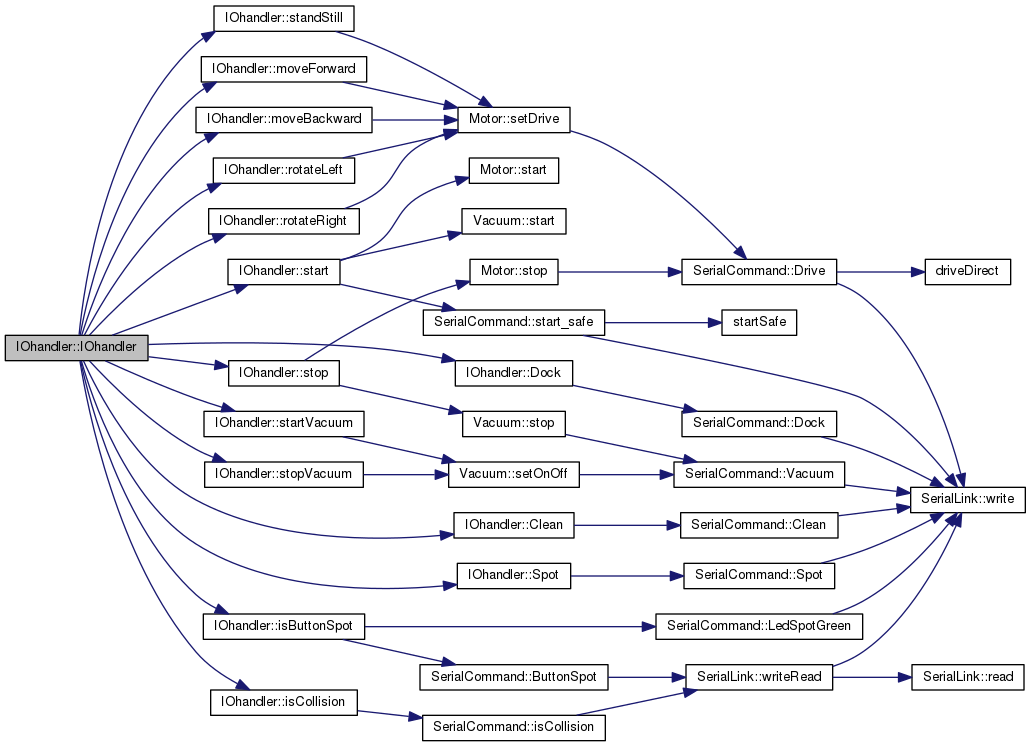 IOhandler::IOhandler
IOhandler::standStill
IOhandler::moveForward
IOhandler::moveBackward
IOhandler::rotateLeft
IOhandler::rotateRight
IOhandler::start
IOhandler::stop
IOhandler::startVacuum
IOhandler::stopVacuum
IOhandler::isButtonSpot
IOhandler::isCollision
Motor::setDrive
Motor::start
Vacuum::start
Motor::stop
SerialCommand::start_safe
IOhandler::Dock
Vacuum::stop
Vacuum::setOnOff
IOhandler::Clean
IOhandler::Spot
SerialCommand::ButtonSpot
SerialCommand::isCollision
SerialCommand::Drive
startSafe
SerialCommand::Dock
SerialCommand::Vacuum
SerialCommand::Clean
SerialCommand::Spot
SerialCommand::LedSpotGreen
SerialLink::writeRead
driveDirect
SerialLink::write
SerialLink::read